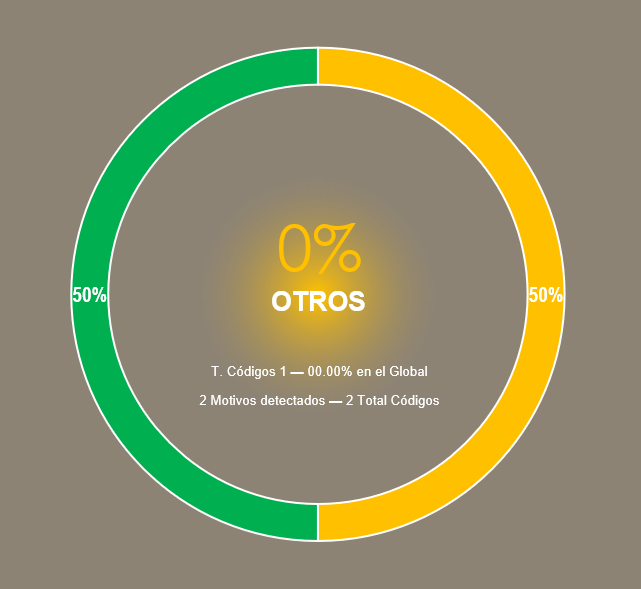 0%
OTROS
50%
50%
T. Códigos 1 — 00.00% en el Global
2 Motivos detectados — 2 Total Códigos